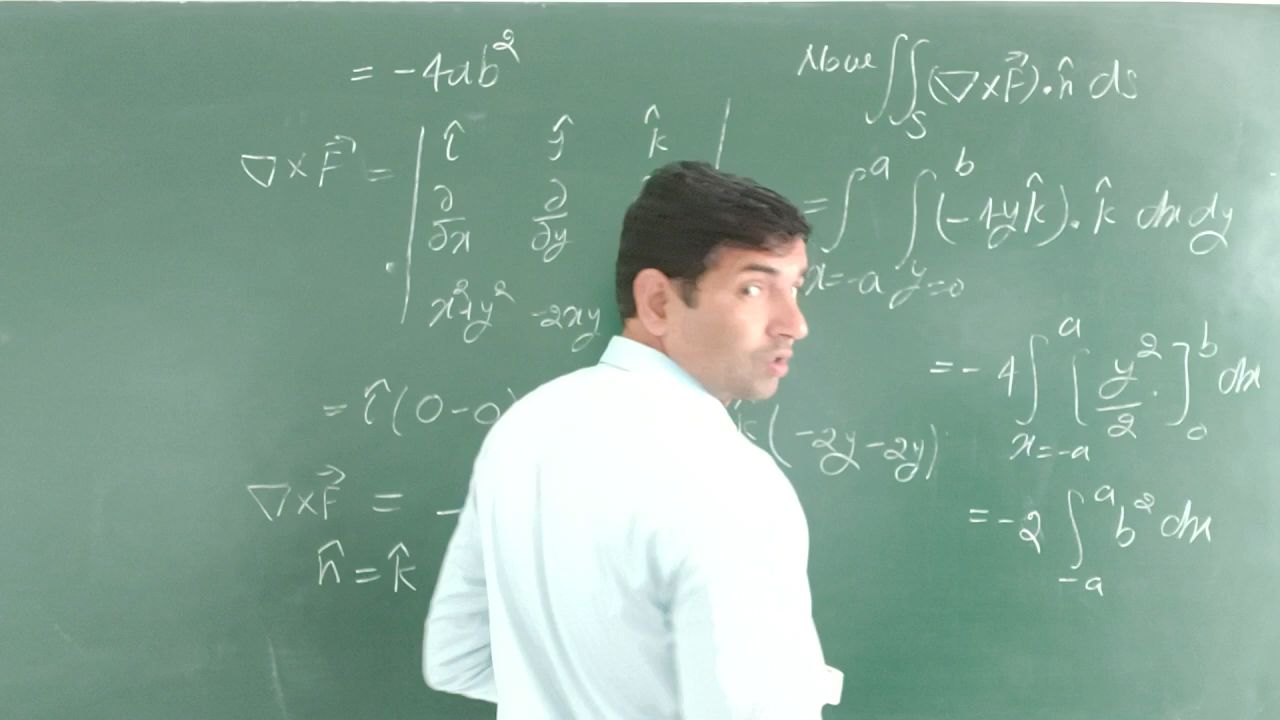 = -4ab²
∇×F⃗ = | î ĵ k̂ |
∂/∂x ∂/∂y
x²+y² -2xy
= î(0-0) k̂(-2y-2y)
∇×F⃗ = -
n̂ = k̂
Now ∬_S (∇×F⃗).n̂ ds
= ∫_{x=-a}^{a} ∫_{y=0}^{b} (-4yk̂).k̂ dx dy
= -4 ∫_{x=-a}^{a} [y²/2]_0^b dx
= -2 ∫_{-a}^{a} b² dx